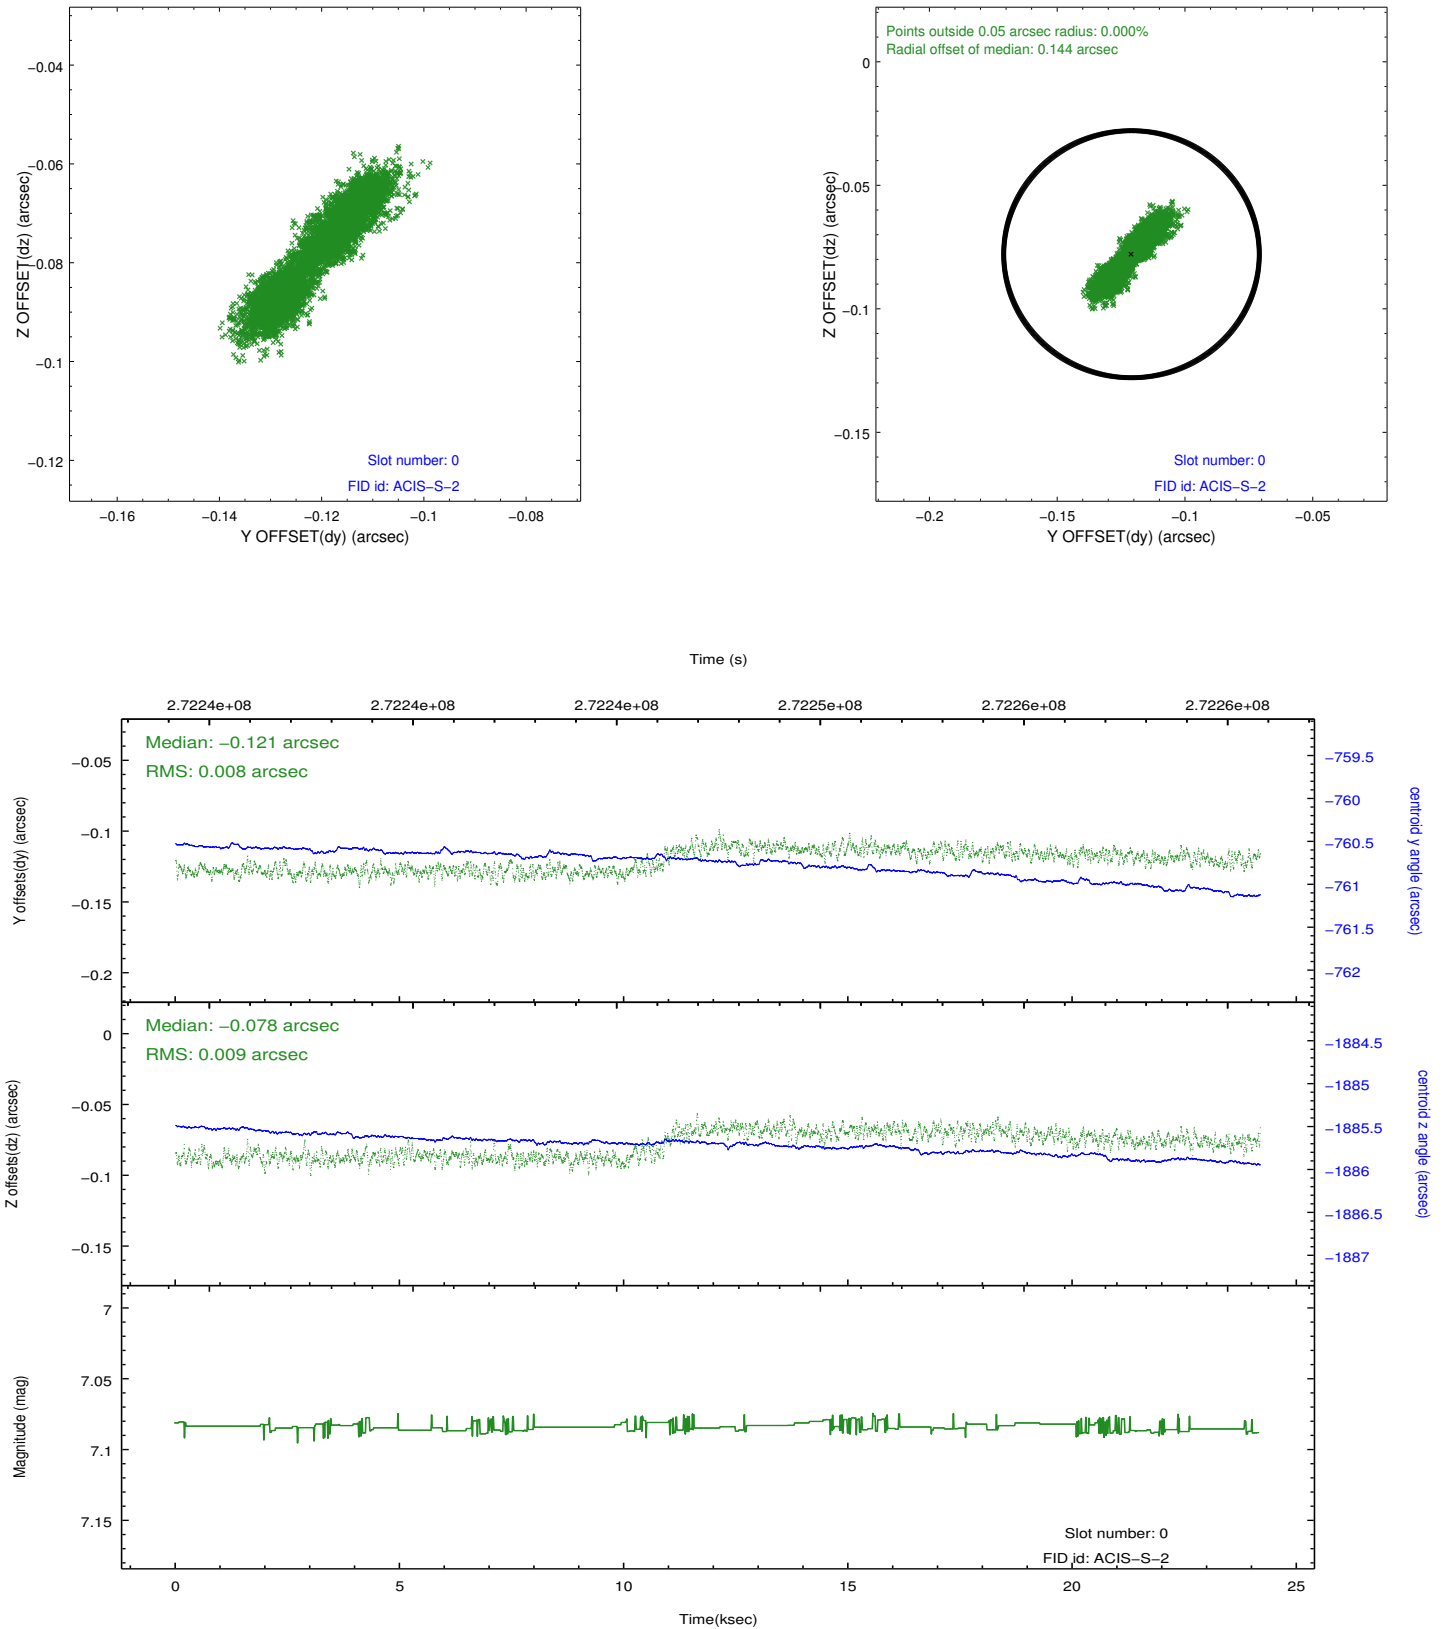 −0.04
−0.06
−0.08
−0.1
−0.12
Z OFFSET(dz) (arcsec)
Slot number: 0
FID id: ACIS−S−2
−0.16 −0.14 −0.12 −0.1 −0.08
Y OFFSET(dy) (arcsec)
Points outside 0.05 arcsec radius: 0.000%
Radial offset of median: 0.144 arcsec
0
−0.05
−0.1
−0.15
Z OFFSET(dz) (arcsec)
Slot number: 0
FID id: ACIS−S−2
−0.2 −0.15 −0.1 −0.05
Y OFFSET(dy) (arcsec)
Time (s)
2.7224e+08 2.7224e+08 2.7224e+08 2.7225e+08 2.7226e+08 2.7226e+08
Median: −0.121 arcsec
RMS: 0.008 arcsec
−0.05
−0.1
−0.15
−0.2
Y offsets(dy) (arcsec)
−759.5
−760
−760.5
−761
−761.5
−762
centroid y angle (arcsec)
Median: −0.078 arcsec
RMS: 0.009 arcsec
0
−0.05
−0.1
−0.15
Z offsets(dz) (arcsec)
−1884.5
−1885
−1885.5
−1886
−1886.5
−1887
centroid z angle (arcsec)
7
7.05
7.1
7.15
Magnitude (mag)
Slot number: 0
FID id: ACIS−S−2
0 5 10 15 20 25
Time(ksec)